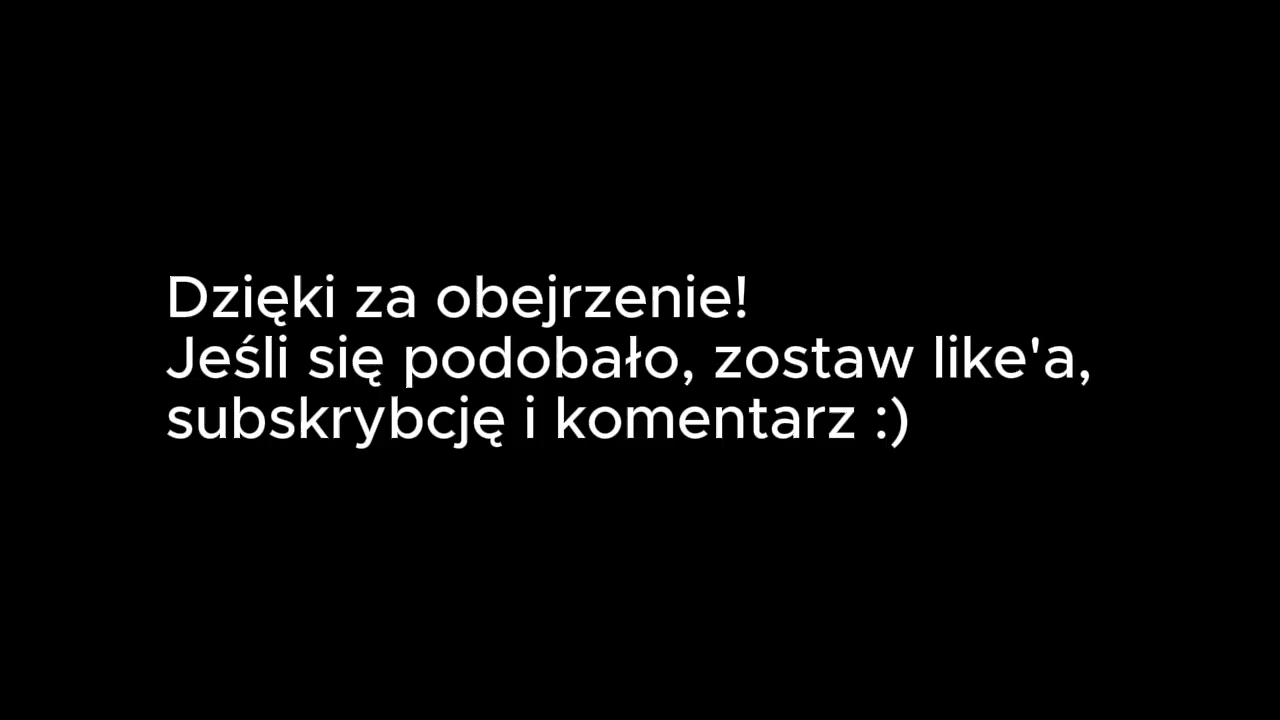 Dzięki za obejrzenie!
Jeśli się podobało, zostaw like'a,
subskrybcję i komentarz :)